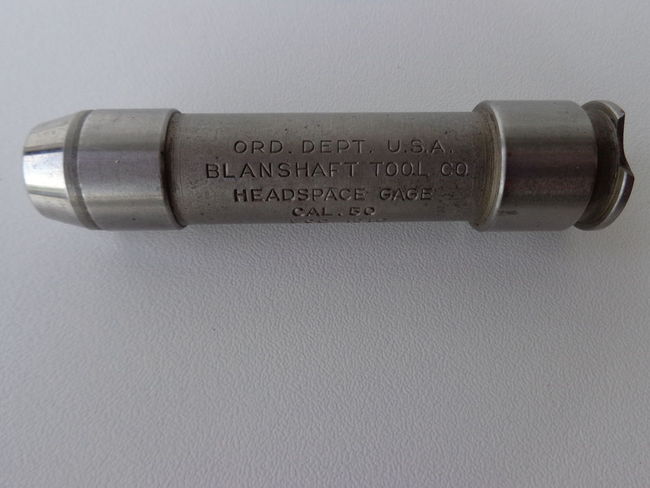 ORD. DEPT. U.S.A.
BLANSHAFT TOOL CO
HEADSPACE GAGE
CAL. 50